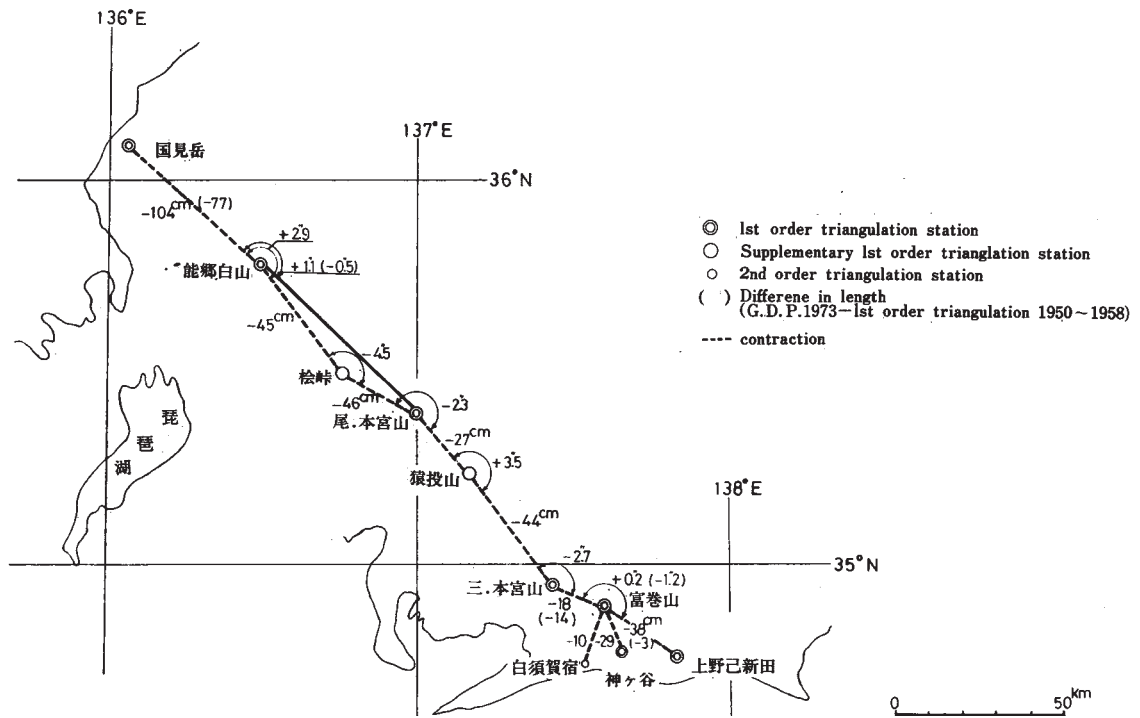 136°E
137°E
国見岳
36°N
-104cm (-77)
+2."9
能郷白山
+1."1 (-0."5)
-45cm
-4."5
桧峠
-46cm
-2."3
尾.本宮山
-27cm
琵
琶
湖
猿投山
+3."5
138°E
-44cm
35°N
-2."7
三.本宮山
+0."2 (-1."2)
富巻山
-18
(-14)
-38cm
(-3)
-10
-29
白須賀宿
神ヶ谷
上野己新田
1st order triangulation station
Supplementary 1st order trianglation station
2nd order triangulation station
( ) Differene in length
(G.D.P.1973—1st order triangulation 1950~1958)
---- contraction
0 50km